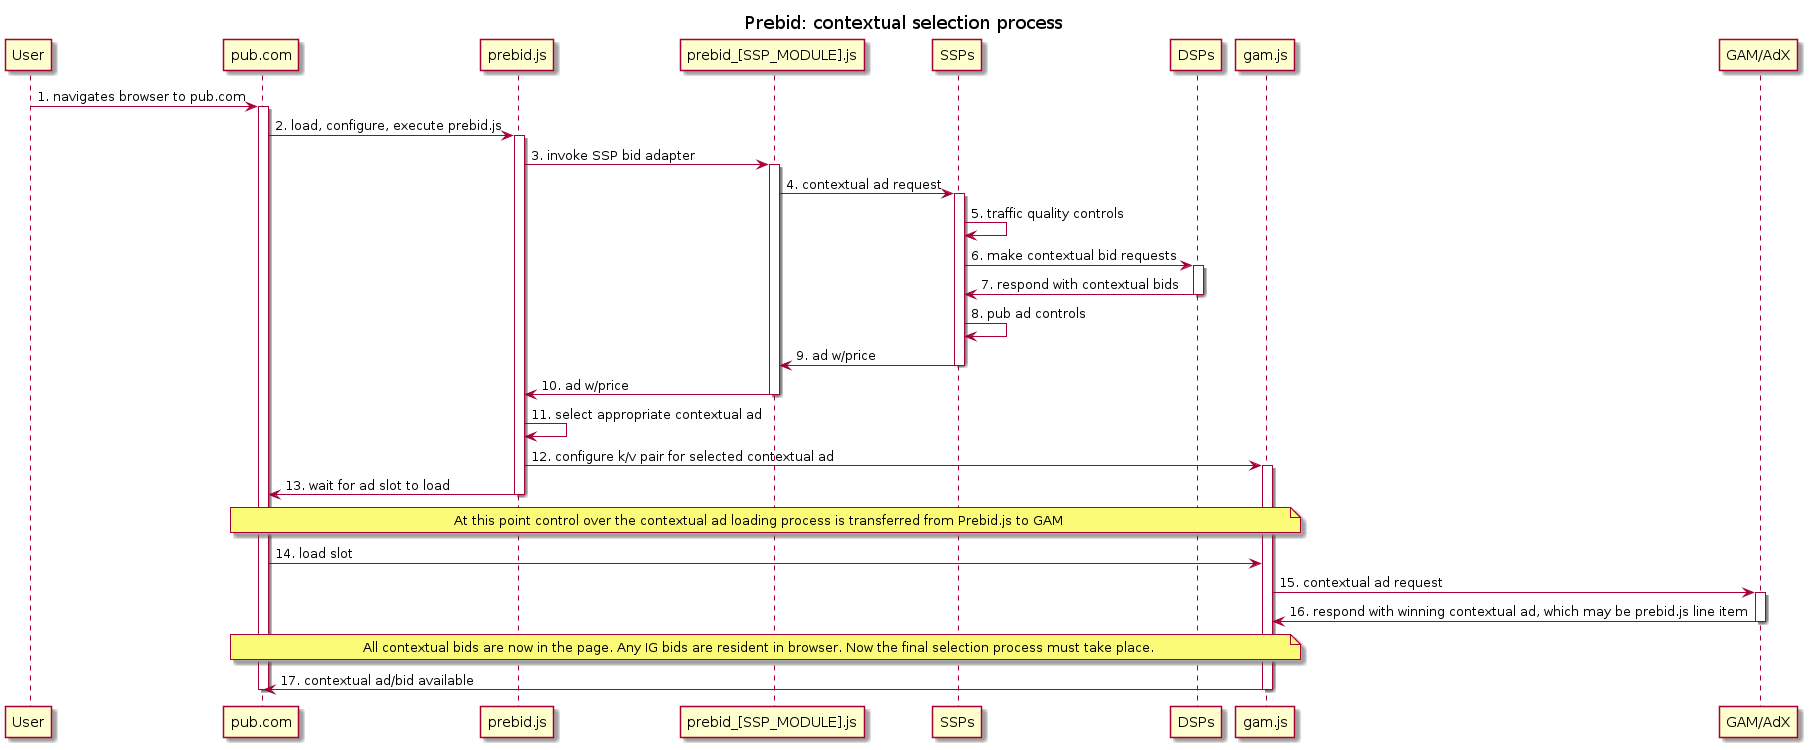 Prebid: contextual selection process
User
pub.com
prebid.js
prebid_[SSP_MODULE].js
SSPs
DSPs
gam.js
GAM/AdX
1. navigates browser to pub.com
2. load, configure, execute prebid.js
3. invoke SSP bid adapter
4. contextual ad request
5. traffic quality controls
6. make contextual bid requests
7. respond with contextual bids
8. pub ad controls
9. ad w/price
10. ad w/price
11. select appropriate contextual ad
12. configure k/v pair for selected contextual ad
13. wait for ad slot to load
At this point control over the contextual ad loading process is transferred from Prebid.js to GAM
14. load slot
15. contextual ad request
16. respond with winning contextual ad, which may be prebid.js line item
All contextual bids are now in the page. Any IG bids are resident in browser. Now the final selection process must take place.
17. contextual ad/bid available
User
pub.com
prebid.js
prebid_[SSP_MODULE].js
SSPs
DSPs
gam.js
GAM/AdX